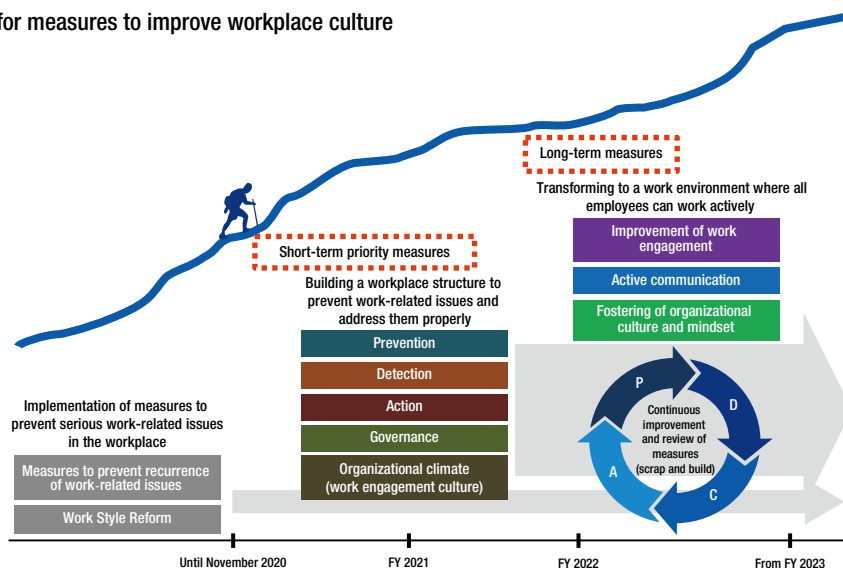 for measures to improve workplace culture
Long-term measures
Transforming to a work environment where all
employees can work actively
Improvement of work
engagement
Active communication
Fostering of organizational
culture and mindset
Short-term priority measures
Building a workplace structure to
prevent work-related issues and
address them properly
Prevention
Detection
Action
Governance
Organizational climate
(work engagement culture)
Implementation of measures to
prevent serious work-related issues
in the workplace
Measures to prevent recurrence
of work-related issues
Work Style Reform
P
D
C
A
Continuous
improvement
and review of
measures
(scrap and build)
Until November 2020
FY 2021
FY 2022
From FY 2023